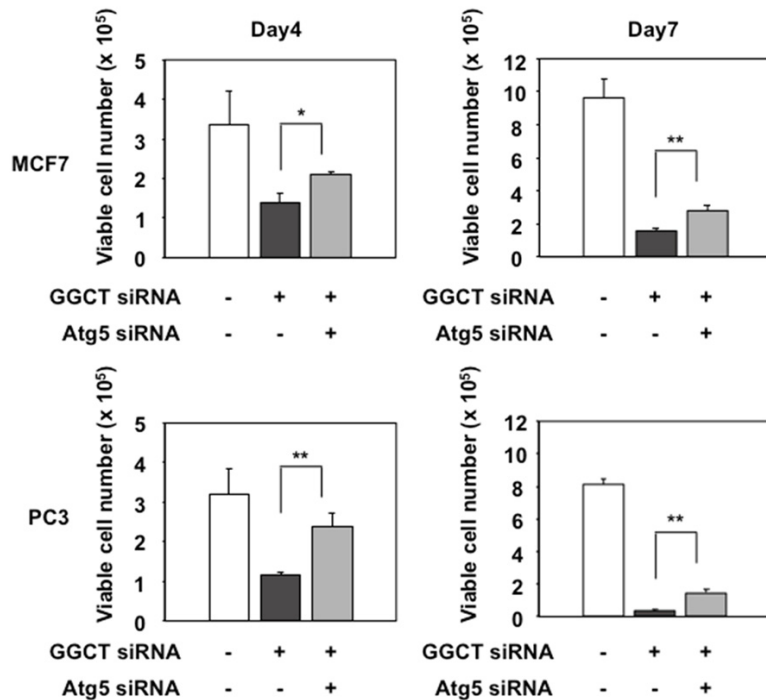 Day4 Day7
MCF7
Viable cell number (x 10⁵)
5
4
3
2
1
0
*
GGCT siRNA - + +
Atg5 siRNA - - +
Viable cell number (x 10⁵)
12
10
8
6
4
2
0
**
GGCT siRNA - + +
Atg5 siRNA - - +
PC3
Viable cell number (x 10⁵)
5
4
3
2
1
0
**
GGCT siRNA - + +
Atg5 siRNA - - +
Viable cell number (x 10⁵)
12
10
8
6
4
2
0
**
GGCT siRNA - + +
Atg5 siRNA - - +